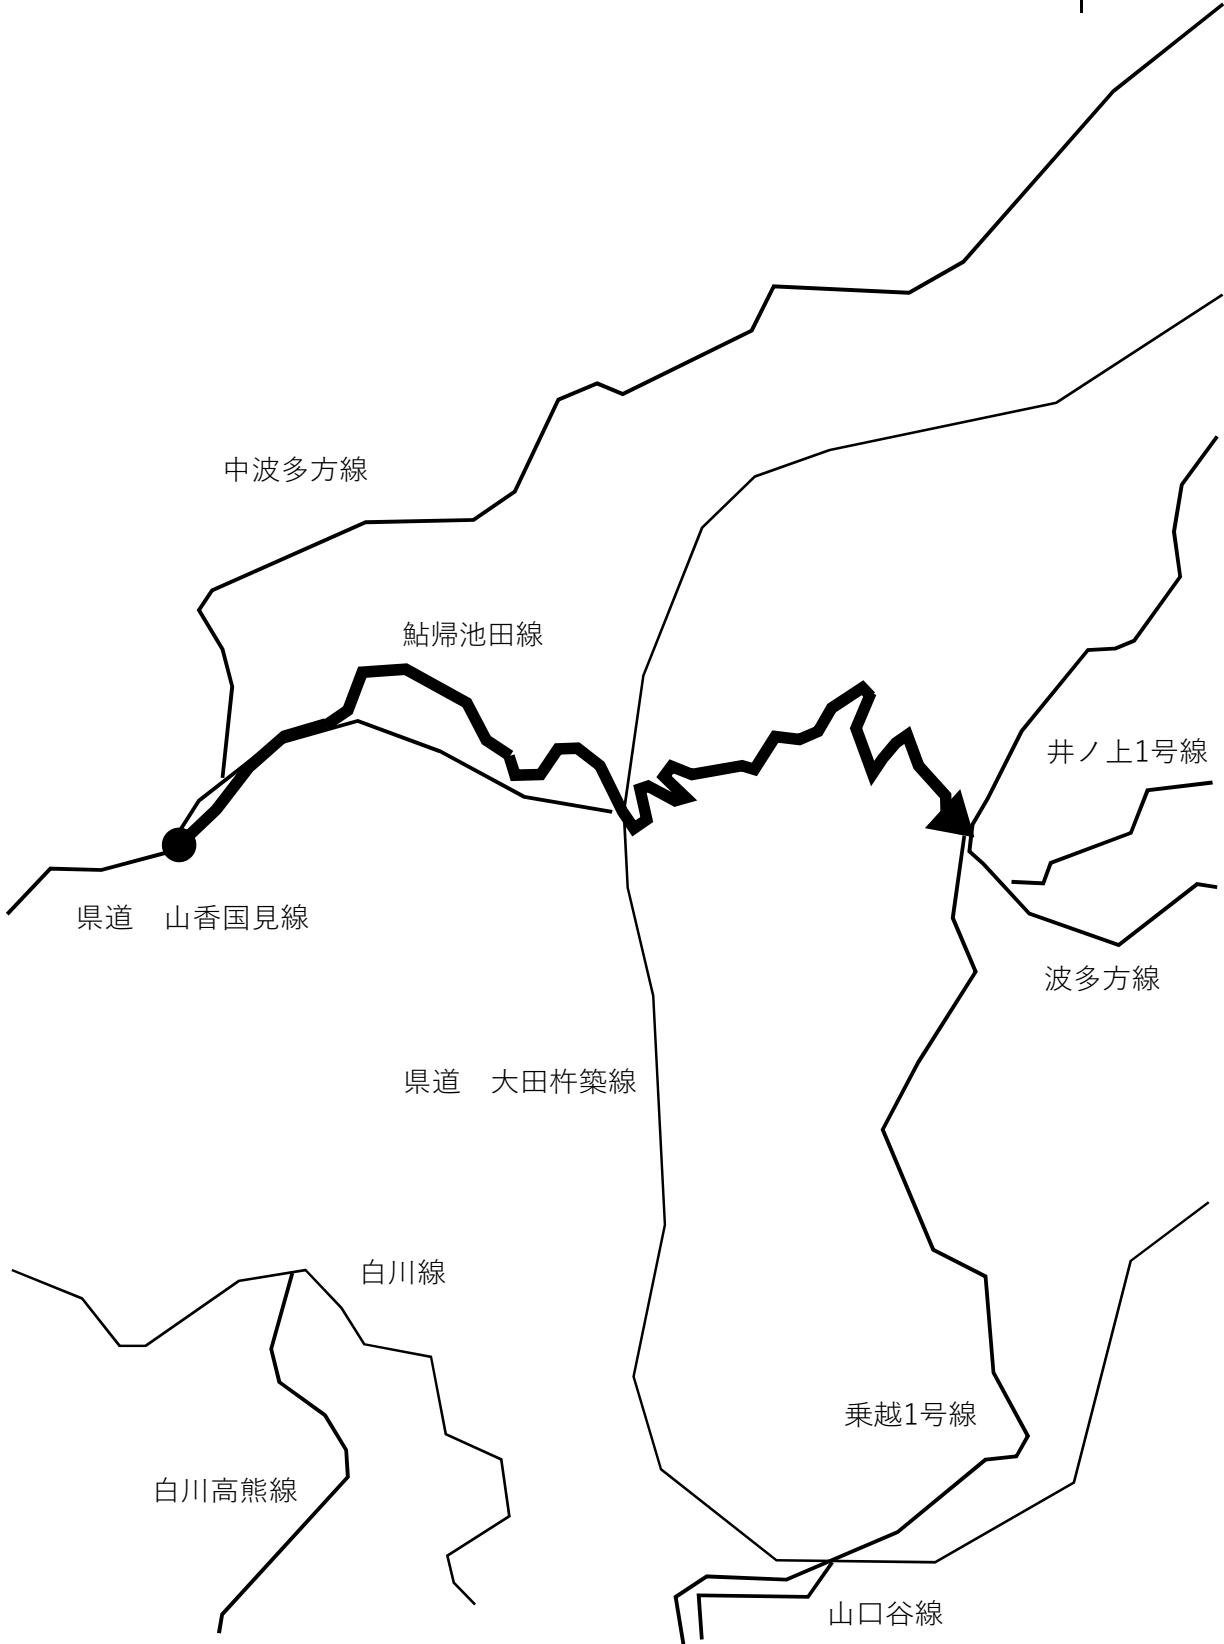 中波多方線
鮎帰池田線
井ノ上1号線
県道　山香国見線
波多方線
県道　大田杵築線
白川線
乗越1号線
白川高熊線
山口谷線